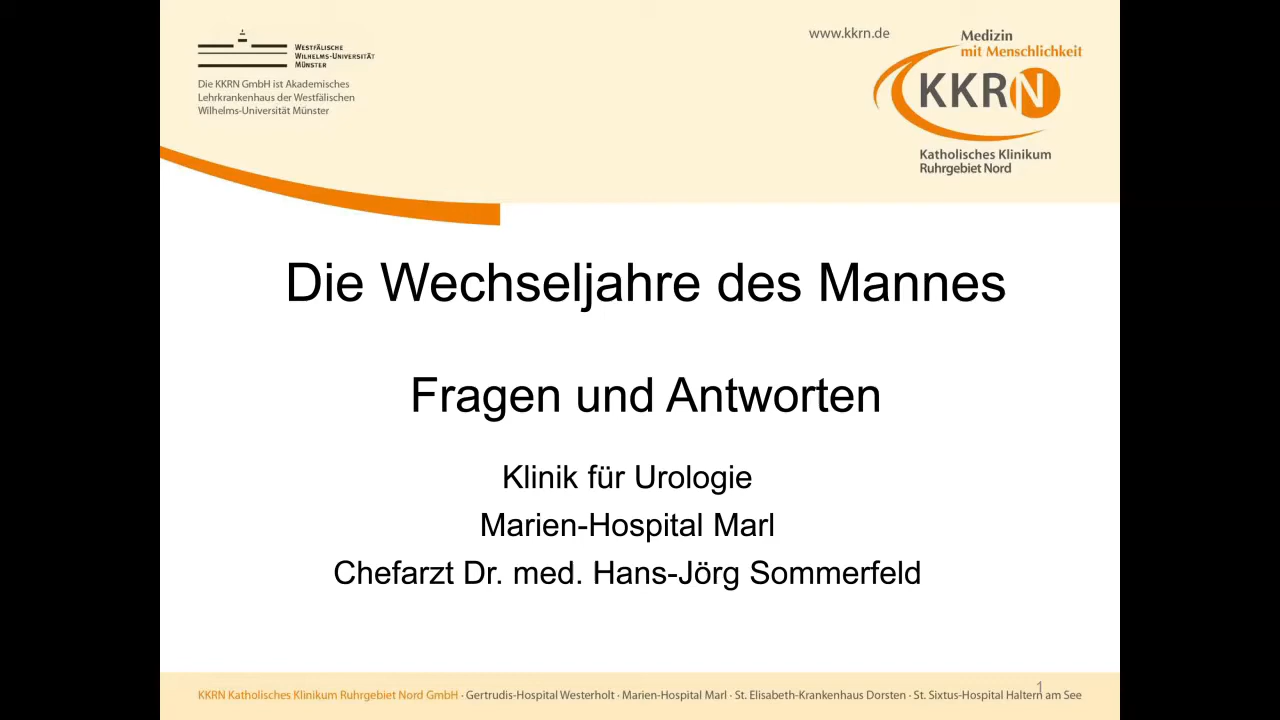 WESTFÄLISCHE
WILHELMS-UNIVERSITÄT
MÜNSTER
Die KKRN GmbH ist Akademisches
Lehrkrankenhaus der Westfälischen
Wilhelms-Universität Münster
www.kkrn.de
Medizin
mit Menschlichkeit
KKRN
Katholisches Klinikum
Ruhrgebiet Nord
Die Wechseljahre des Mannes
Fragen und Antworten
Klinik für Urologie
Marien-Hospital Marl
Chefarzt Dr. med. Hans-Jörg Sommerfeld
KKRN Katholisches Klinikum Ruhrgebiet Nord GmbH · Gertrudis-Hospital Westerholt · Marien-Hospital Marl · St. Elisabeth-Krankenhaus Dorsten · St. Sixtus-Hospital Haltern am See
1